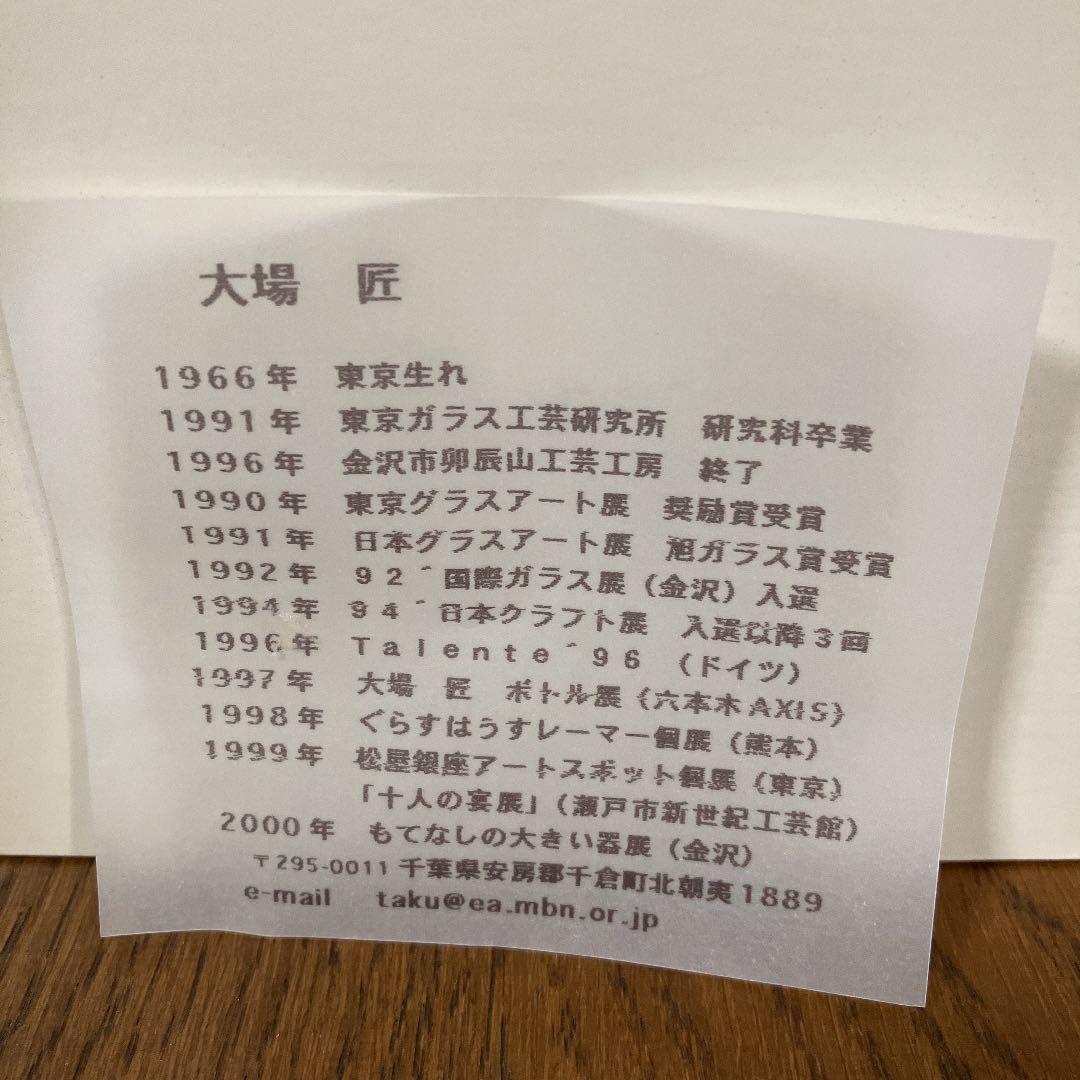 大場　匠
1966年　東京生れ
1991年　東京ガラス工芸研究所　研究科卒業
1996年　金沢市卯辰山工芸工房　終了
1990年　東京グラスアート展　奨励賞受賞
1991年　日本グラスアート展　旭ガラス賞受賞
1992年　92´国際ガラス展（金沢）入選
1994年　94´日本クラフト展　入選以降3回
1996年　Talente´96　（ドイツ）
1997年　大場　匠　ボトル展（六本木AXIS）
1998年　ぐらすはうすレーマー個展（熊本）
1999年　松屋銀座アートスポット個展（東京）
「十人の宴展」（瀬戸市新世紀工芸館）
2000年　もてなしの大きい器展（金沢）
〒295-0011 千葉県安房郡千倉町北朝夷1889
e-mail　taku@ea.mbn.or.jp